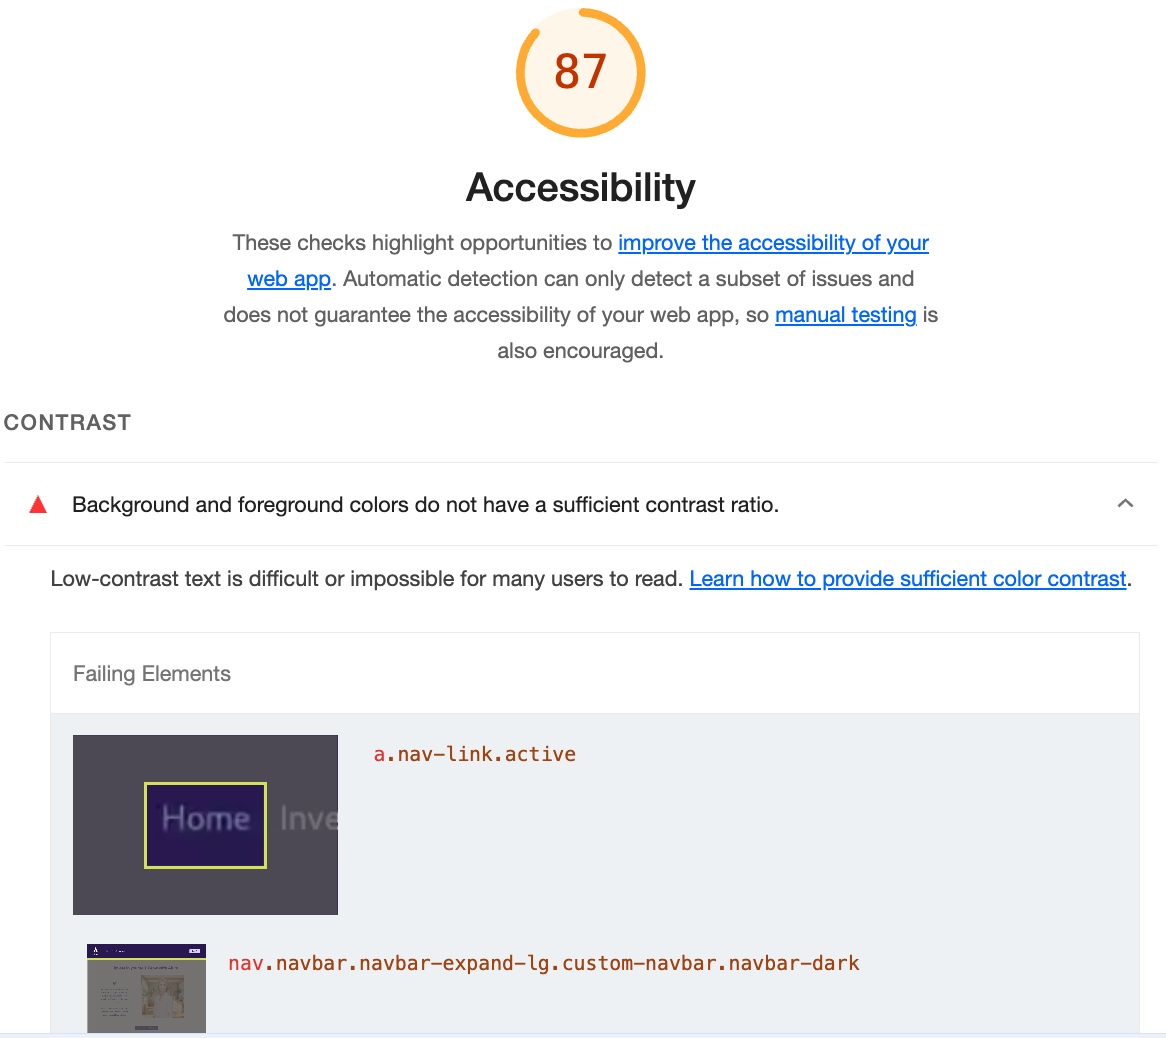 87
Accessibility
These checks highlight opportunities to improve the accessibility of your
web app. Automatic detection can only detect a subset of issues and
does not guarantee the accessibility of your web app, so manual testing is
also encouraged.
CONTRAST
Background and foreground colors do not have a sufficient contrast ratio.
Low-contrast text is difficult or impossible for many users to read. Learn how to provide sufficient color contrast.
Failing Elements
a.nav-link.active
Home Inve
nav.navbar.navbar-expand-lg.custom-navbar.navbar-dark